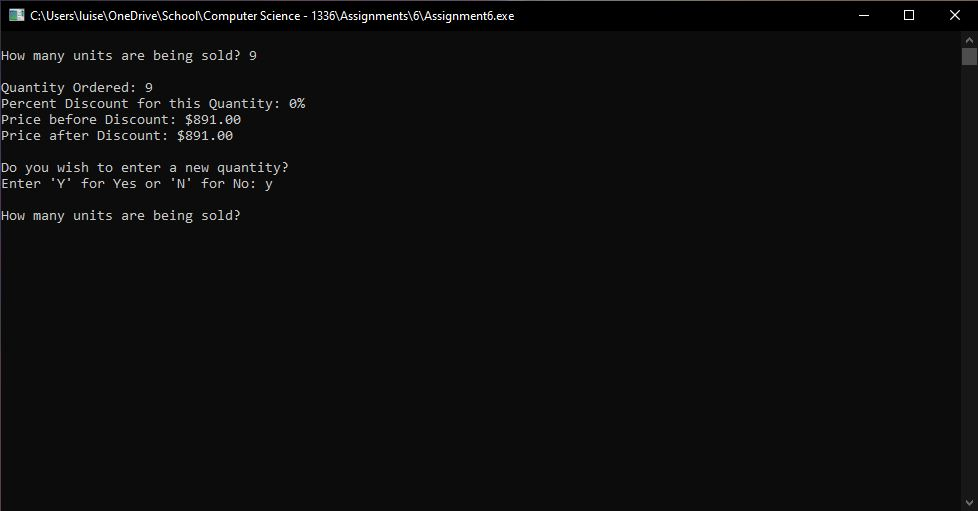 C:\Users\luise\OneDrive\School\Computer Science - 1336\Assignments\6\Assignment6.exe
How many units are being sold? 9
Quantity Ordered: 9
Percent Discount for this Quantity: 0%
Price before Discount: $891.00
Price after Discount: $891.00
Do you wish to enter a new quantity?
Enter 'Y' for Yes or 'N' for No: y
How many units are being sold?